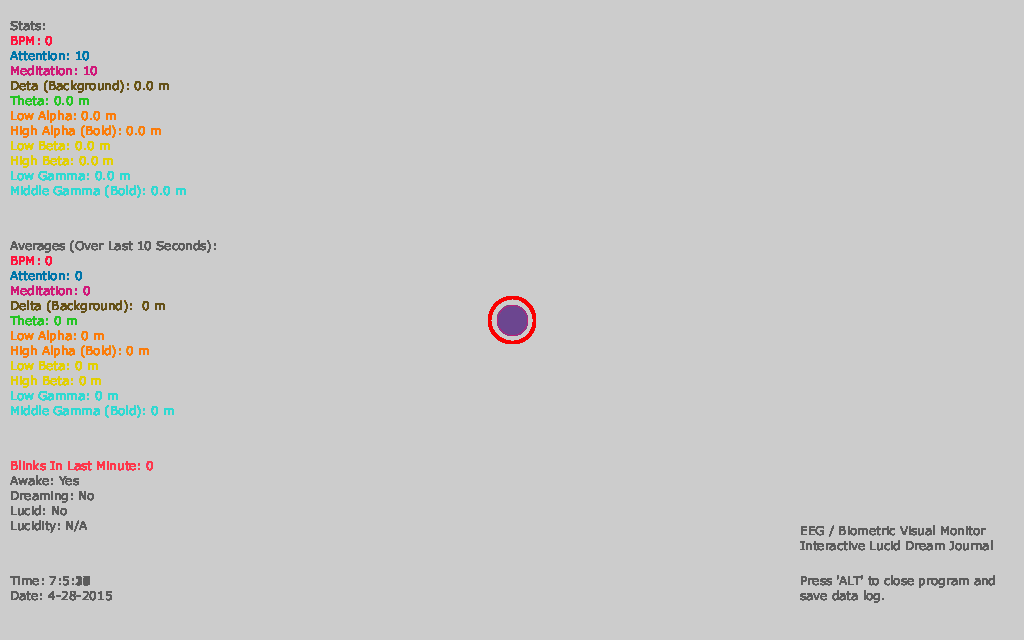 Stats:
BPM: 0
Attention: 10
Meditation: 10
Deta (Background): 0.0 m
Theta: 0.0 m
Low Alpha: 0.0 m
High Alpha (Bold): 0.0 m
Low Beta: 0.0 m
High Beta: 0.0 m
Low Gamma: 0.0 m
Middle Gamma (Bold): 0.0 m
Averages (Over Last 10 Seconds):
BPM: 0
Attention: 0
Meditation: 0
Delta (Background):  0 m
Theta: 0 m
Low Alpha: 0 m
High Alpha (Bold): 0 m
Low Beta: 0 m
High Beta: 0 m
Low Gamma: 0 m
Middle Gamma (Bold): 0 m
Blinks In Last Minute: 0
Awake: Yes
Dreaming: No
Lucid: No
Lucidity: N/A
Time: 7:5:
Date: 4-28-2015
EEG / Biometric Visual Monitor
Interactive Lucid Dream Journal
Press 'ALT' to close program and
save data log.